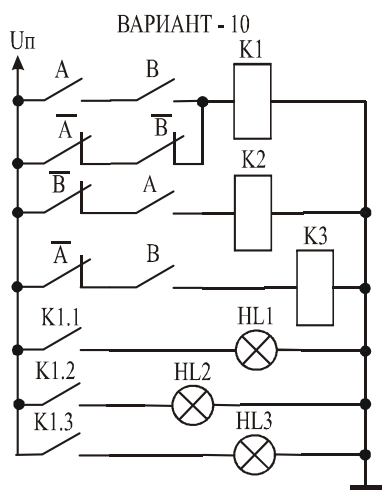 ВАРИАНТ - 10
Uп
A B K1
A̅ B̅
B̅ A K2
A̅ B K3
K1.1 HL1
K1.2 HL2
K1.3 HL3